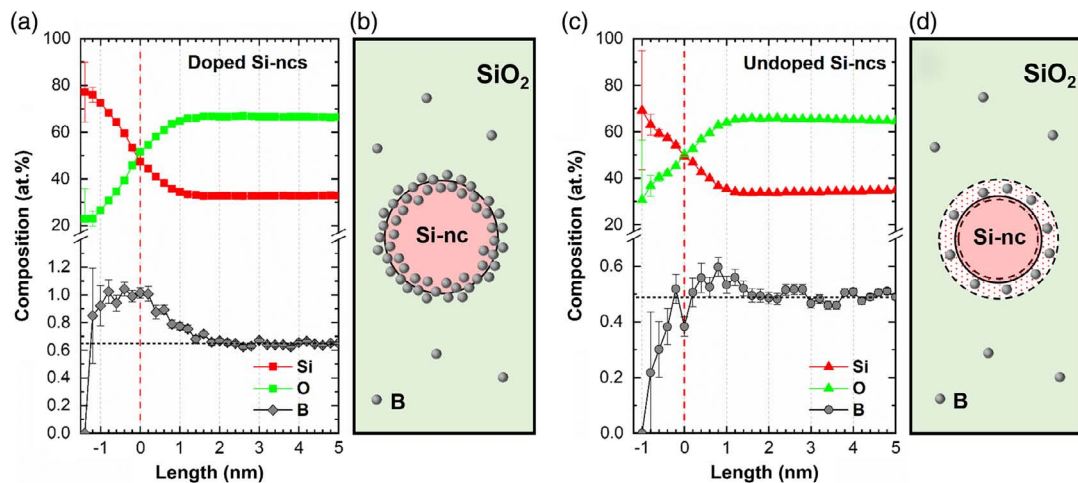 (a)
Doped Si-ncs
Composition (at.%)
100
80
60
40
20
1.2
1.0
0.8
0.6
0.4
0.2
0.0
Si
O
B
-1 0 1 2 3 4 5
Length (nm)
(b)
SiO2
Si-nc
B
(c)
Undoped Si-ncs
Composition (at.%)
100
80
60
40
20
0.8
0.6
0.4
0.2
0.0
Si
O
B
-1 0 1 2 3 4 5
Length (nm)
(d)
SiO2
Si-nc
B